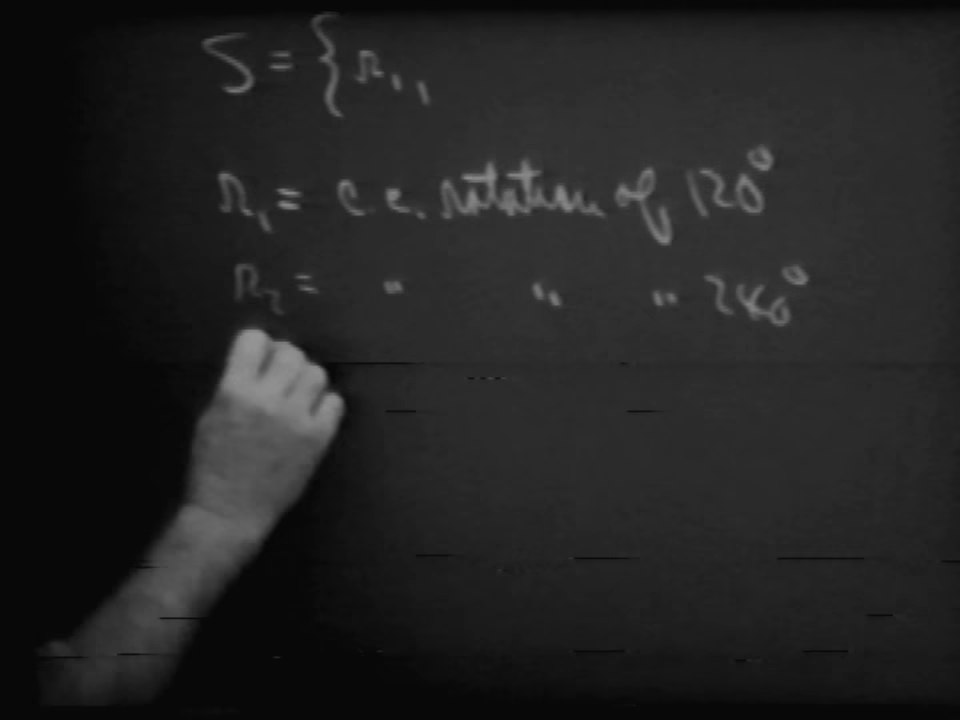 S = { r₁,
r₁ = c.c. rotation of 120°
r₂ = " " " 240°